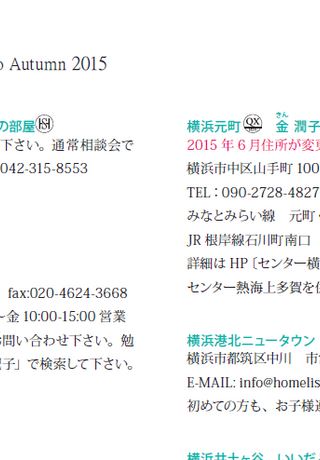 o Autumn 2015
の部屋
下さい。通常相談会で
042-315-8553
fax:020-4624-3668
～金 10:00-15:00 営業
お問い合わせ下さい。勉
子」で検索して下さい。
横浜元町 QX さん 金 潤子
2015 年 6 月住所が変
横浜市中区山手町 100
TEL：090-2728-4827
みなとみらい線 元町
JR 根岸線石川町南口
詳細は HP〔センター横
センター熱海上多賀を
横浜港北ニュータウン
横浜市都筑区中川 市
E-MAIL: info@homelis
初めての方も、お子様
横浜井土ヶ谷 いいだ